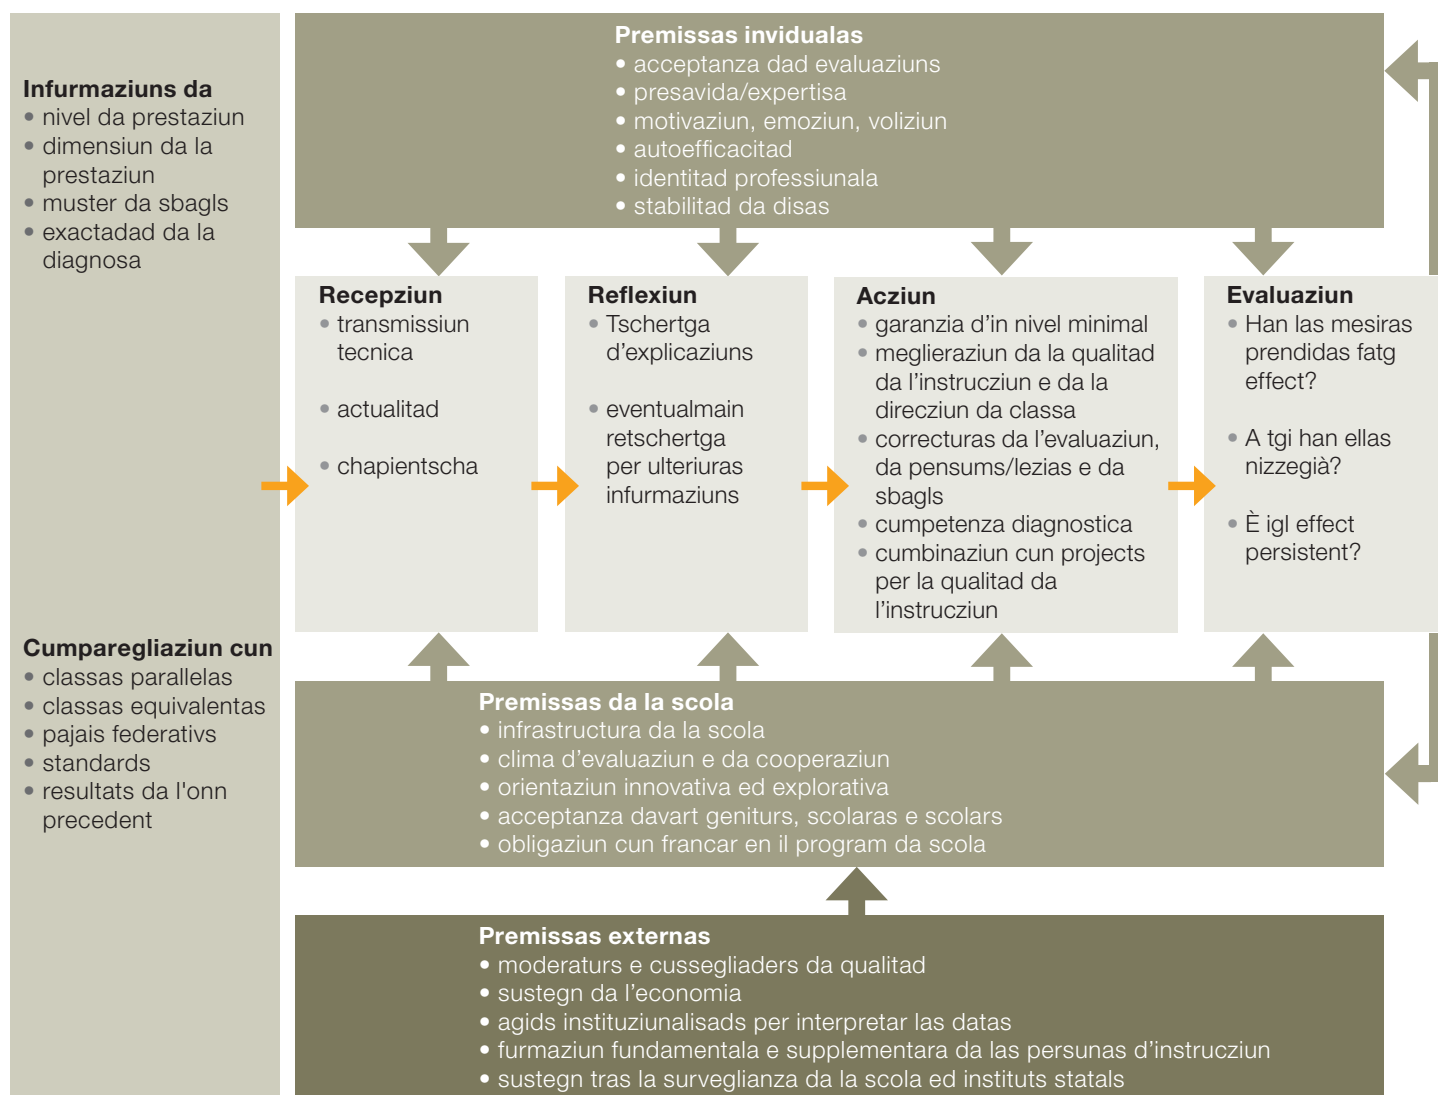 Infurmaziuns da
• nivel da prestaziun
• dimensiun da la
prestaziun
• muster da sbagls
• exactadad da la
diagnosa
Cumparegliaziun cun
• classas parallelas
• classas equivalentas
• pajais federativs
• standards
• resultats da l'onn
precedent
Premissas invidualas
• acceptanza dad evaluaziuns
• presavida/expertisa
• motivaziun, emoziun, voliziun
• autoefficacitad
• identitad professiunala
• stabilitad da disas
Recepziun
• transmissiun
tecnica
• actualitad
• chapientscha
Reflexiun
• Tschertga
d’explicaziuns
• eventualmain
retschertga
per ulteriuras
infurmaziuns
Acziun
• garanzia d’in nivel minimal
• meglieraziun da la qualitad
da l’instrucziun e da la
direcziun da classa
• correcturas da l’evaluaziun,
da pensums/lezias e da
sbagls
• cumpetenza diagnostica
• cumbinaziun cun projects
per la qualitad da
l’instrucziun
Evaluaziun
• Han las mesiras
prendidas fatg
effect?
• A tgi han ellas
nizzegià?
• È igl effect
persistent?
Premissas da la scola
• infrastructura da la scola
• clima d’evaluaziun e da cooperaziun
• orientaziun innovativa ed explorativa
• acceptanza davart geniturs, scolaras e scolars
• obligaziun cun francar en il program da scola
Premissas externas
• moderaturs e cussegliaders da qualitad
• sustegn da l’economia
• agids instituziunalisads per interpretar las datas
• furmaziun fundamentala e supplementara da las persunas d’instrucziun
• sustegn tras la surveglianza da la scola ed instituts statals